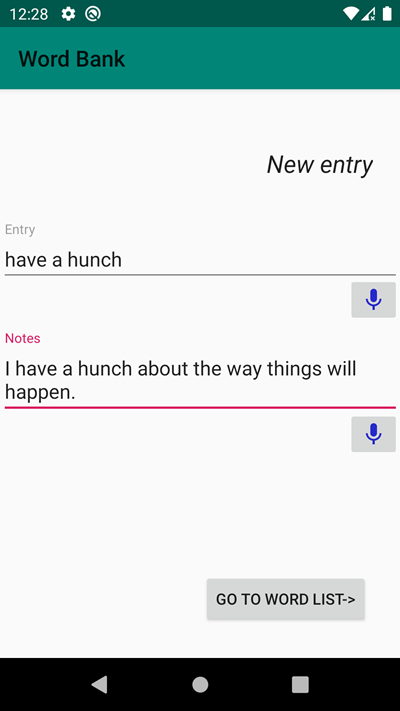 12:28
Word Bank
New entry
Entry
have a hunch
Notes
I have a hunch about the way things will
happen.
GO TO WORD LIST->